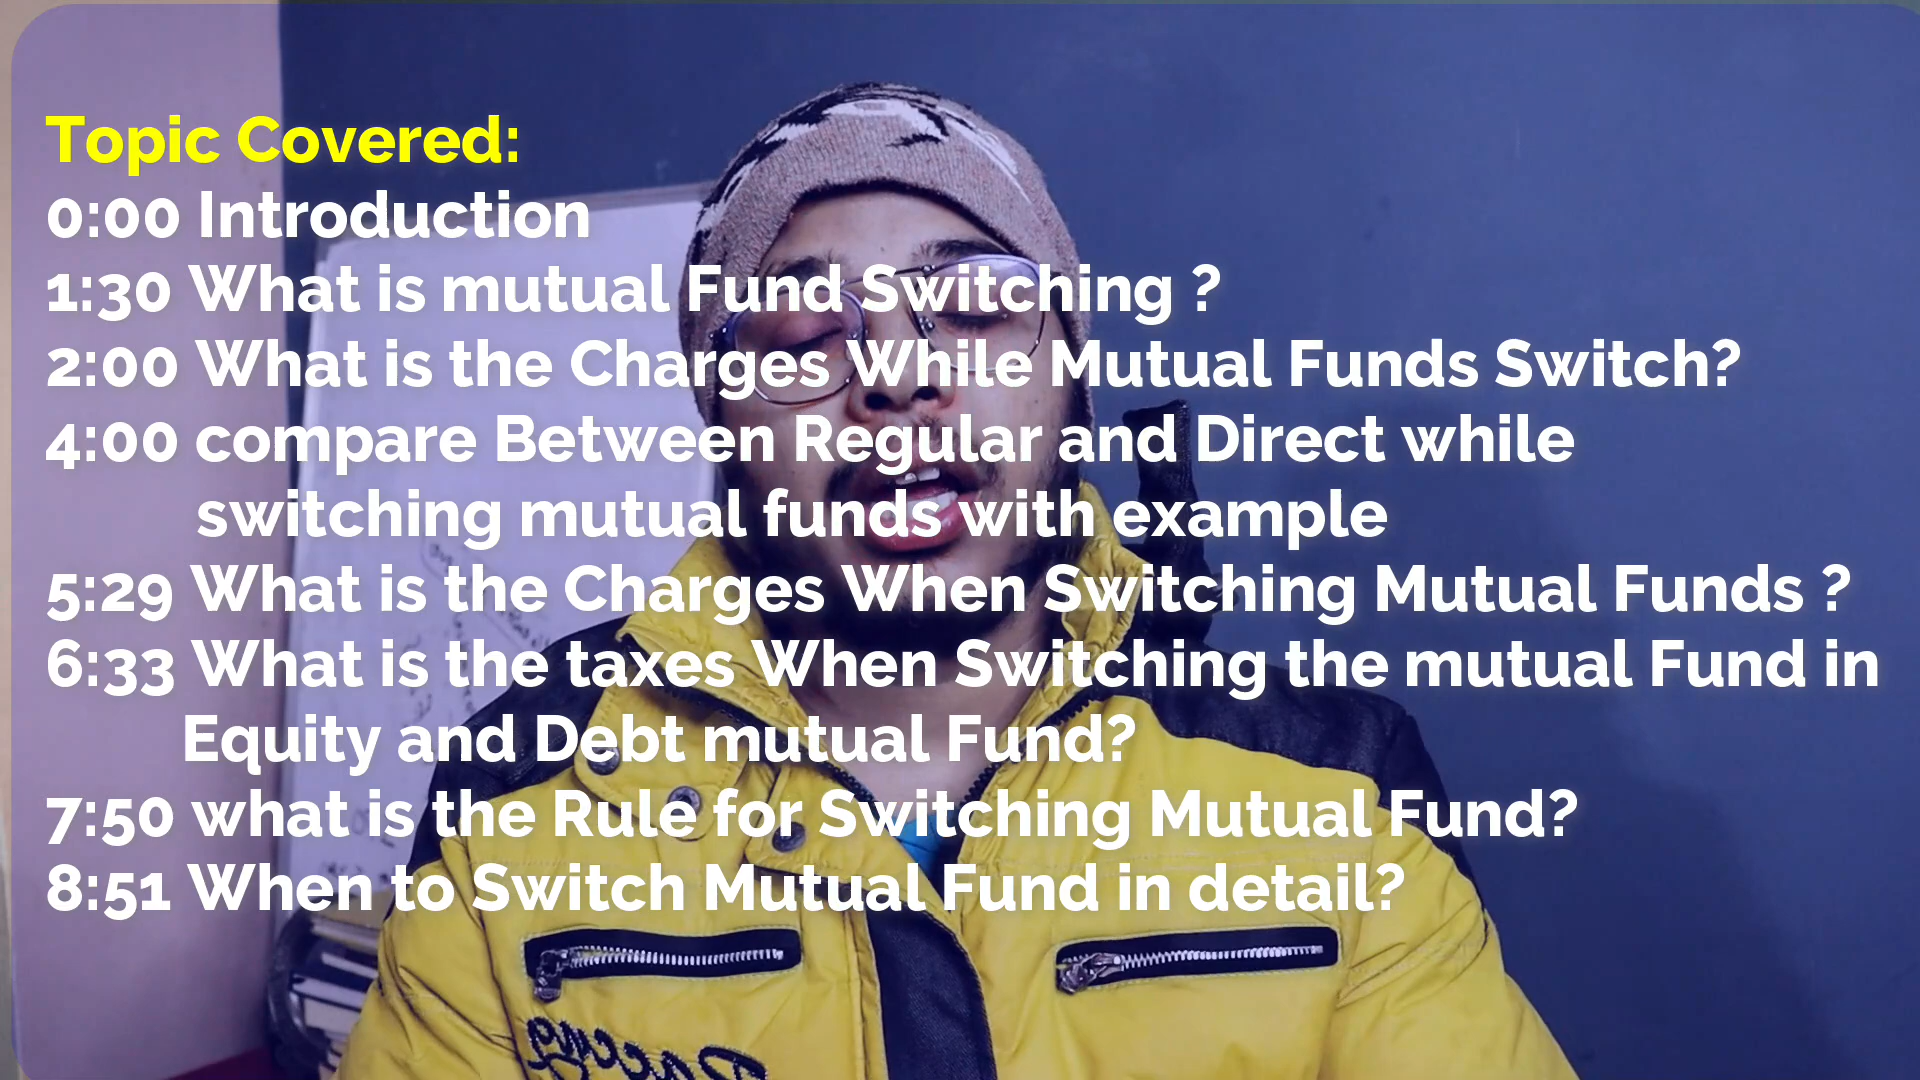 Topic Covered:
0:00 Introduction
1:30 What is mutual Fund Switching ?
2:00 What is the Charges While Mutual Funds Switch?
4:00 compare Between Regular and Direct while
switching mutual funds with example
5:29 What is the Charges When Switching Mutual Funds ?
6:33 What is the taxes When Switching the mutual Fund in
Equity and Debt mutual Fund?
7:50 what is the Rule for Switching Mutual Fund?
8:51 When to Switch Mutual Fund in detail?